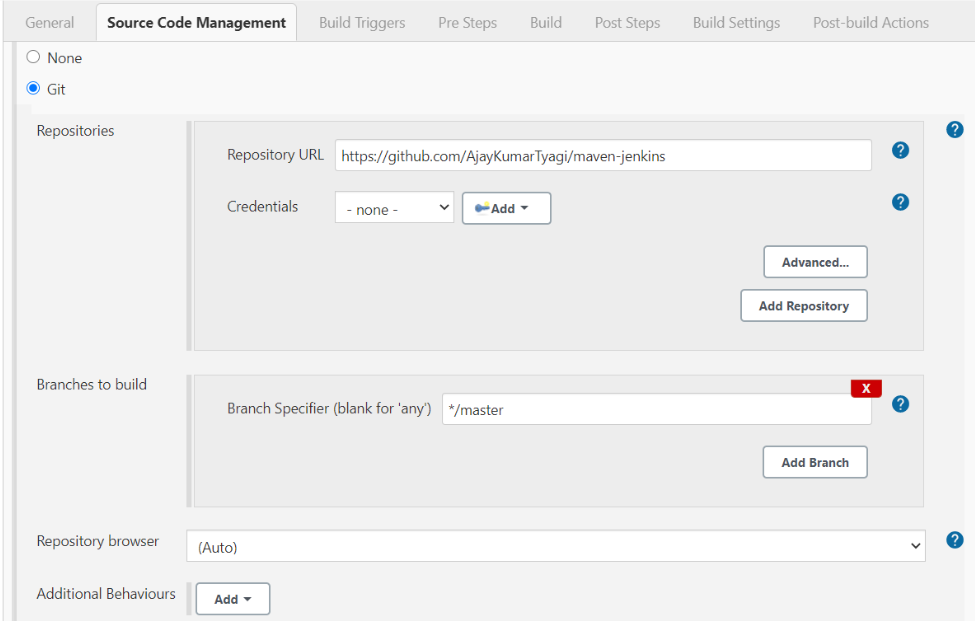 General Source Code Management Build Triggers Pre Steps Build Post Steps Build Settings Post-build Actions
None
Git
Repositories
?
Repository URL https://github.com/AjayKumarTyagi/maven-jenkins ?
Credentials - none - Add ?
Advanced...
Add Repository
Branches to build
X
Branch Specifier (blank for 'any') */master ?
Add Branch
Repository browser (Auto) ?
Additional Behaviours Add